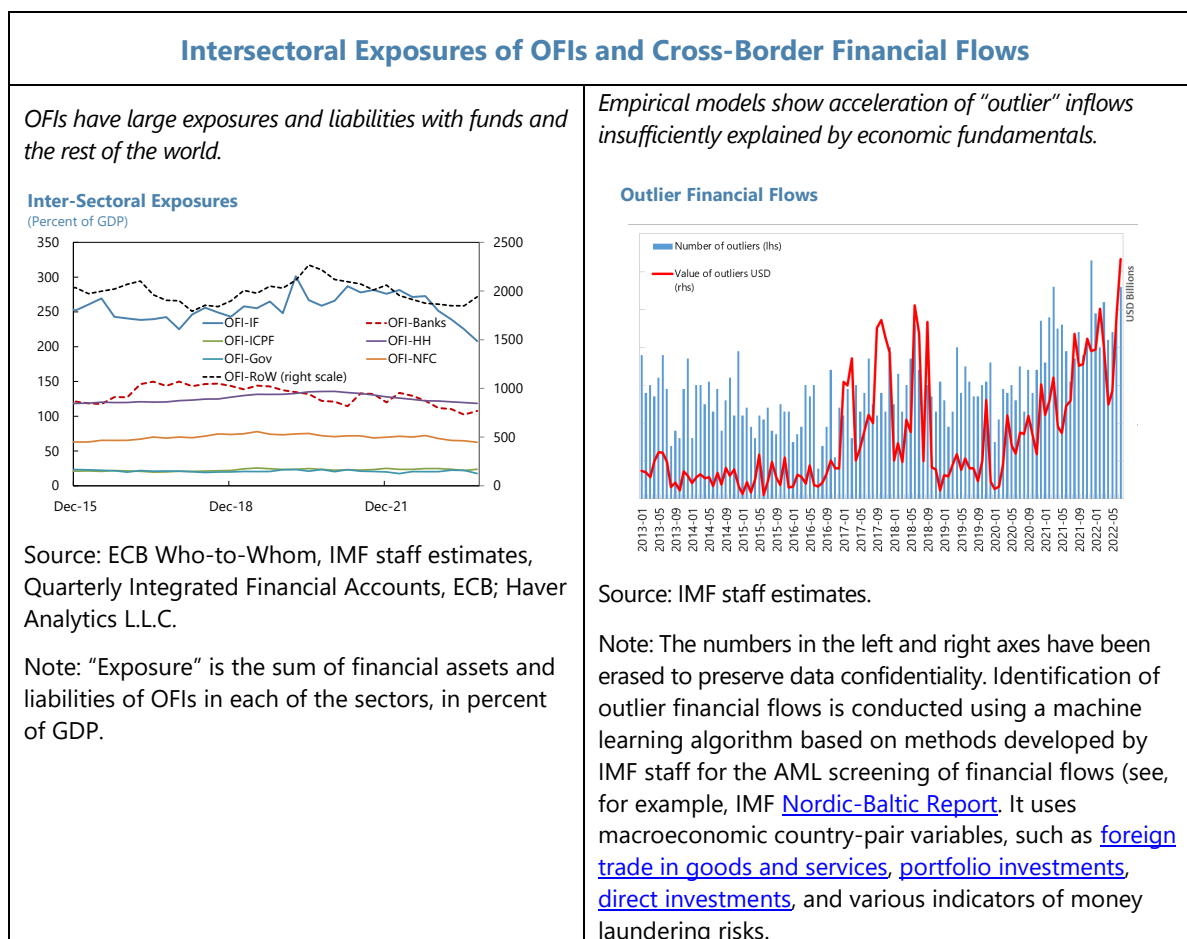 Intersectoral Exposures of OFIs and Cross-Border Financial Flows
OFIs have large exposures and liabilities with funds and
the rest of the world.
Inter-Sectoral Exposures
(Percent of GDP)
350
300
250
200
150
100
50
0
2500
2000
1500
1000
500
0
OFI-IF
OFI-Banks
OFI-ICPF
OFI-HH
OFI-Gov
OFI-NFC
OFI-RoW (right scale)
Dec-15
Dec-18
Dec-21
Source: ECB Who-to-Whom, IMF staff estimates,
Quarterly Integrated Financial Accounts, ECB; Haver
Analytics L.L.C.
Note: “Exposure” is the sum of financial assets and
liabilities of OFIs in each of the sectors, in percent
of GDP.
Empirical models show acceleration of “outlier” inflows
insufficiently explained by economic fundamentals.
Outlier Financial Flows
Number of outliers (lhs)
Value of outliers USD
(rhs)
USD Billions
2013-01
2013-05
2013-09
2014-01
2014-05
2014-09
2015-01
2015-05
2015-09
2016-01
2016-05
2016-09
2017-01
2017-05
2017-09
2018-01
2018-05
2018-09
2019-01
2019-05
2019-09
2020-01
2020-05
2020-09
2021-01
2021-05
2021-09
2022-01
2022-05
Source: IMF staff estimates.
Note: The numbers in the left and right axes have been
erased to preserve data confidentiality. Identification of
outlier financial flows is conducted using a machine
learning algorithm based on methods developed by
IMF staff for the AML screening of financial flows (see,
for example, IMF Nordic-Baltic Report. It uses
macroeconomic country-pair variables, such as foreign
trade in goods and services, portfolio investments,
direct investments, and various indicators of money
laundering risks.